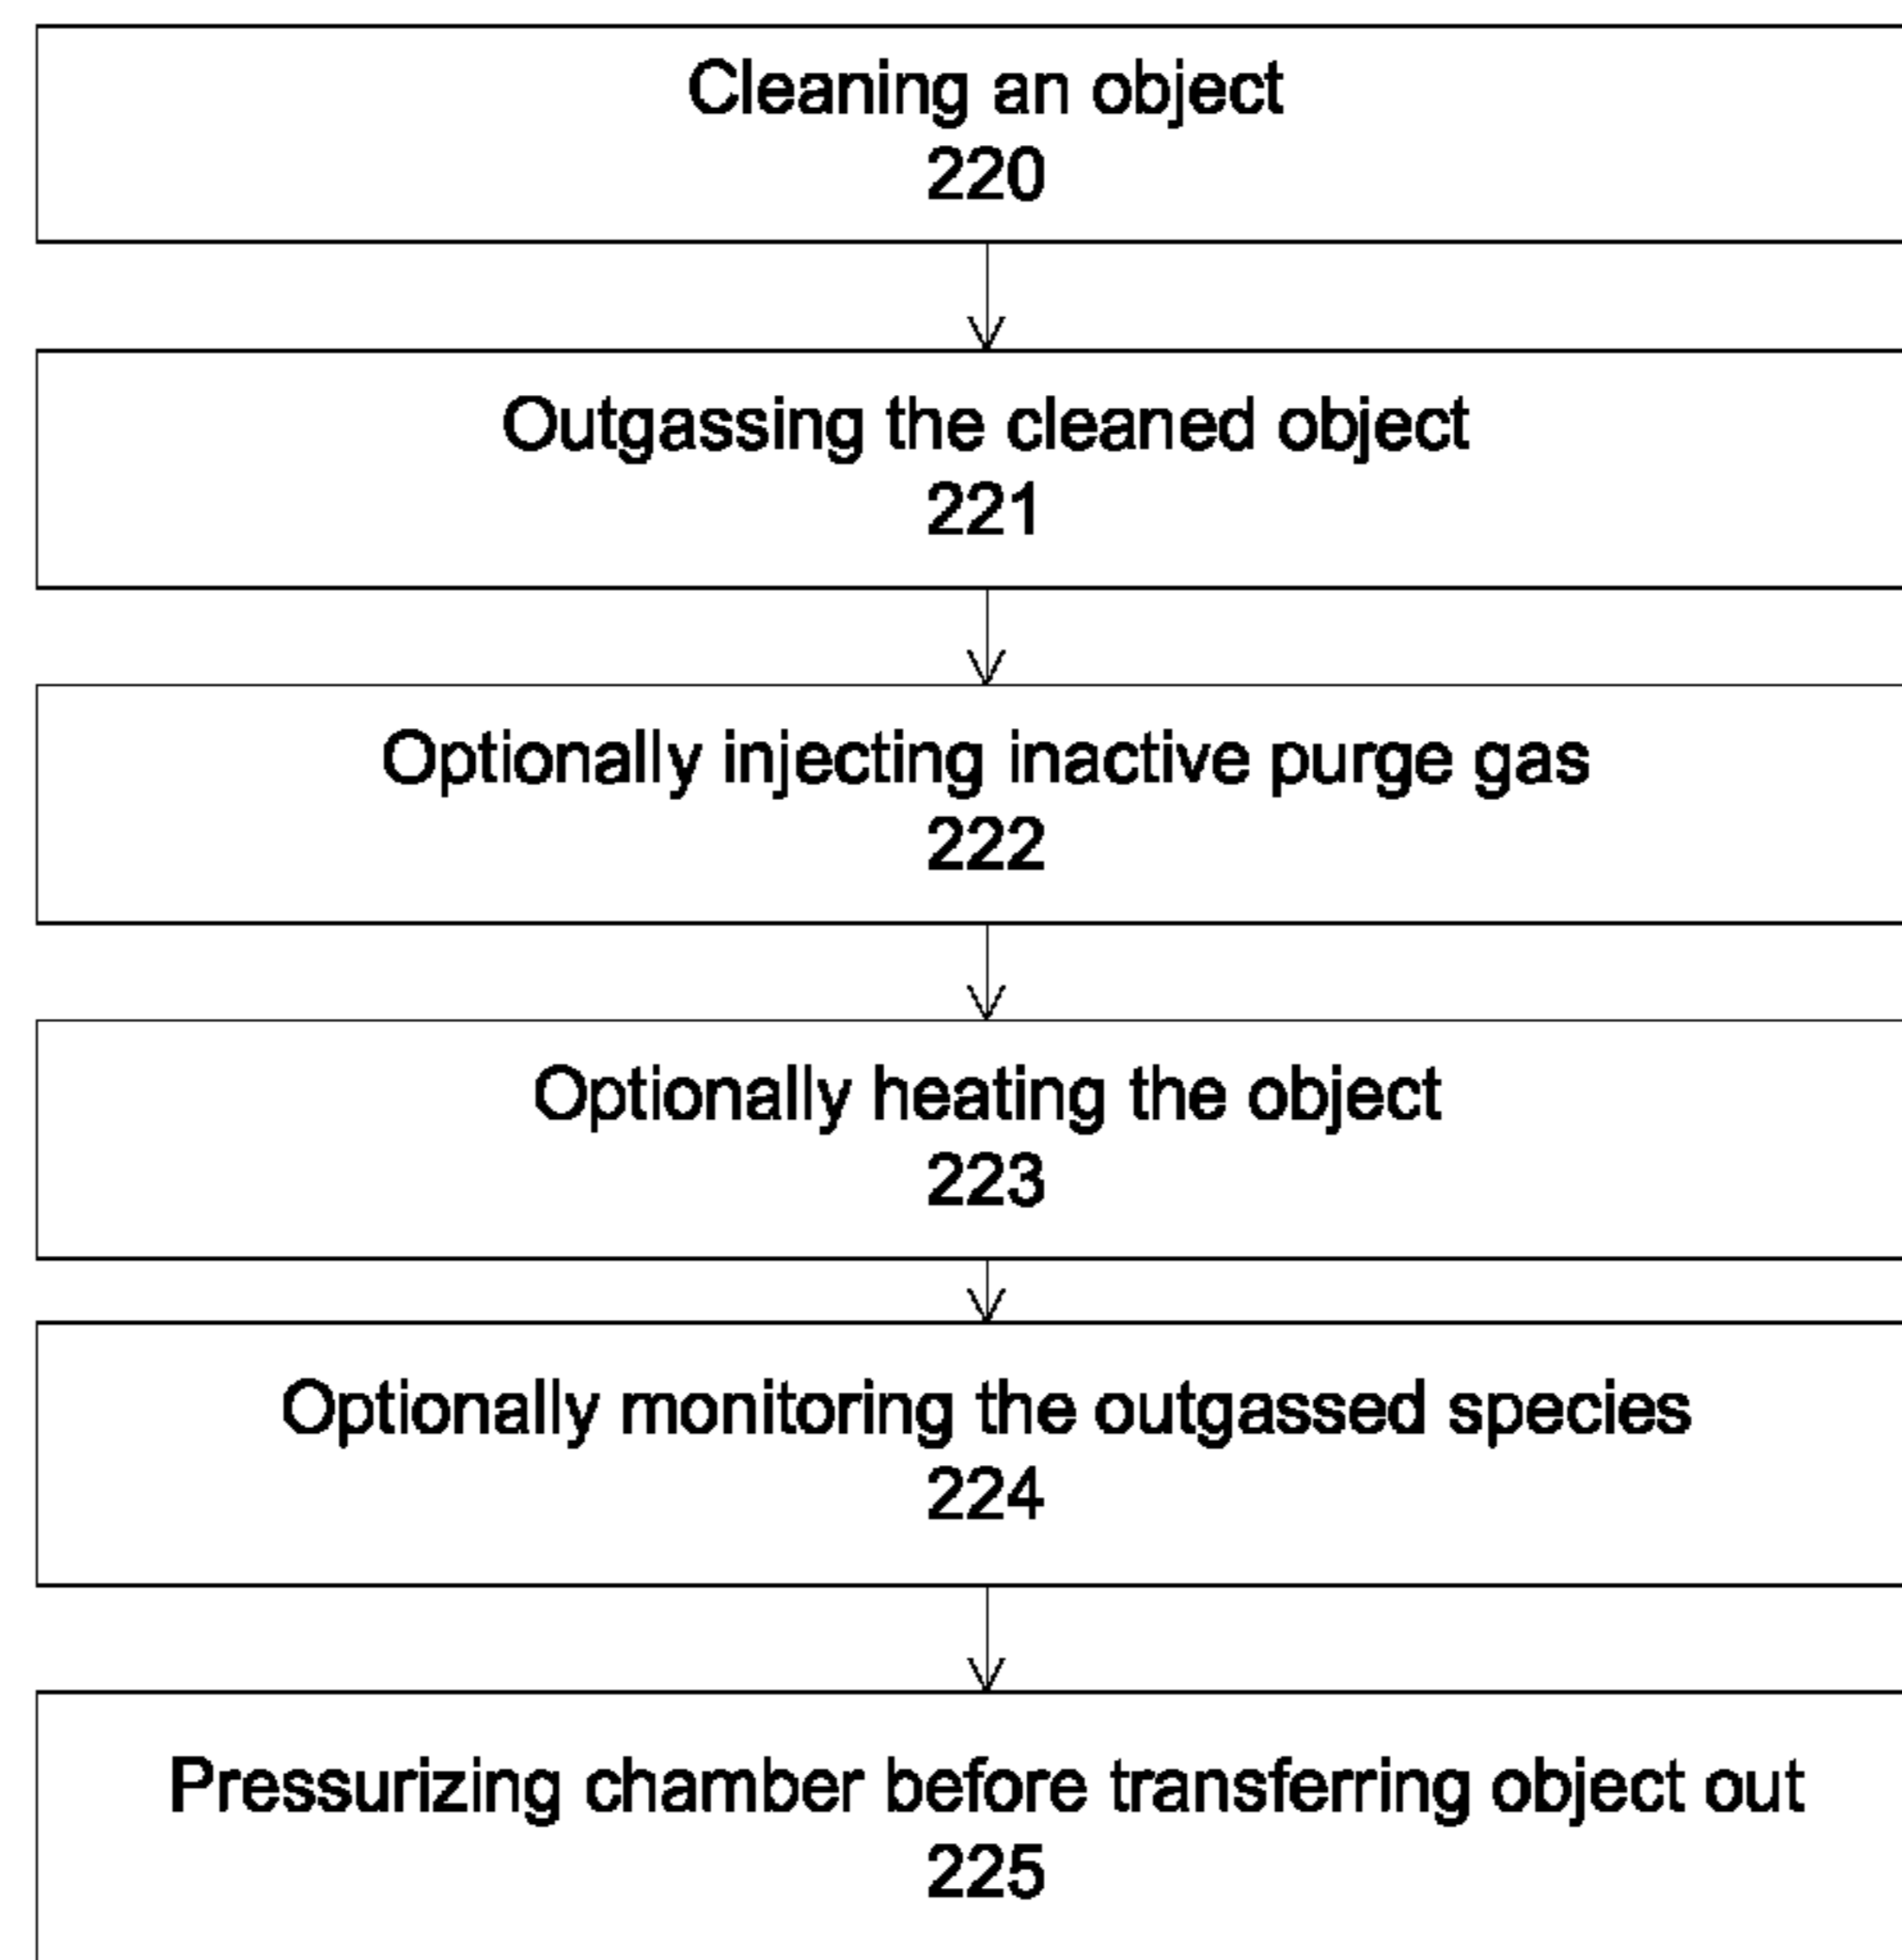 Cleaning an object
220
Outgassing the cleaned object
221
Optionally injecting inactive purge gas
222
Optionally heating the object
223
Optionally monitoring the outgassed species
224
Pressurizing chamber before transferring object out
225